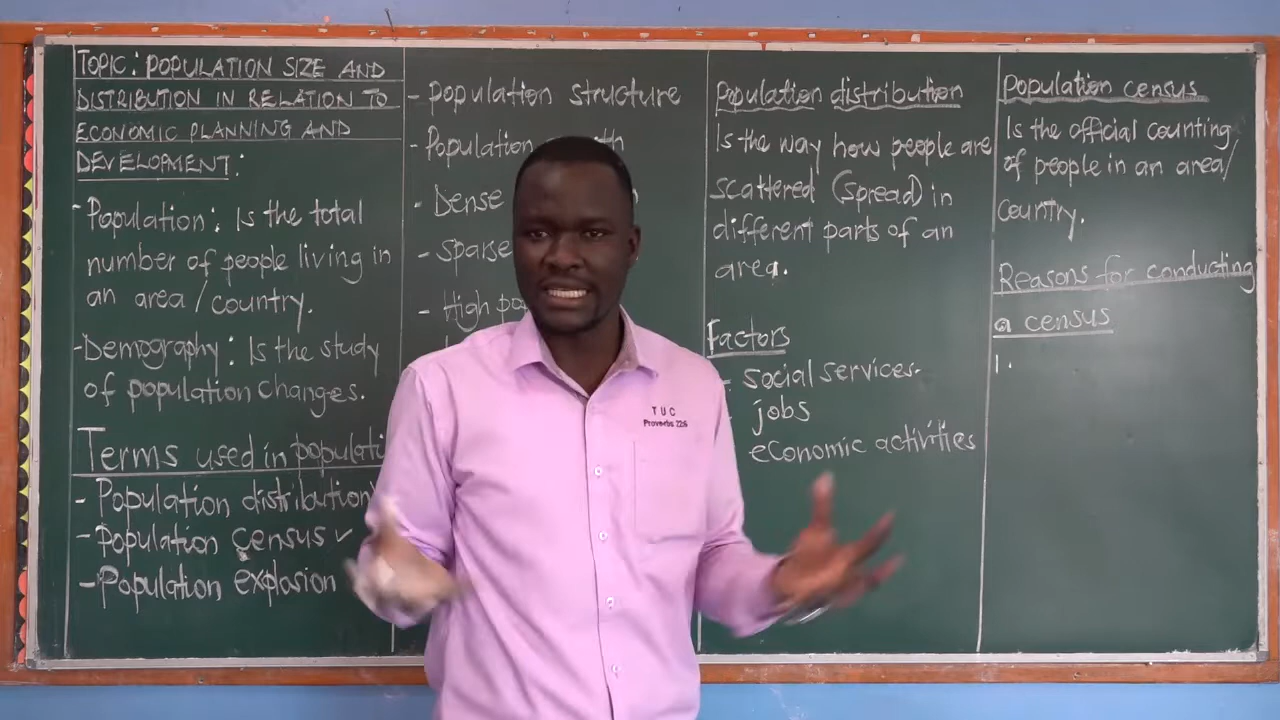 TOPIC: POPULATION SIZE AND
DISTRIBUTION IN RELATION TO
ECONOMIC PLANNING AND
DEVELOPMENT:
- Population: Is the total
number of people living in
an area/country.
- Demography: Is the study
of population changes.
Terms used in
- Population distribution
- Population census ✓
- Population explosion
- population structure
- Population
- Dense
- Sparse
- High
Population distribution
Is the way how people are
scattered (spread) in
different parts of an
area.
Factors
- social services.
jobs
economic activities
Population census
Is the official counting
of people in an area/
country.
Reasons for conducting
a census
1.
T U C
Proverbs 22:6